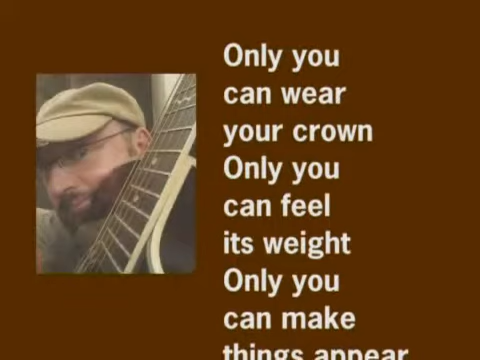 Only you
can wear
your crown
Only you
can feel
its weight
Only you
can make
things appear